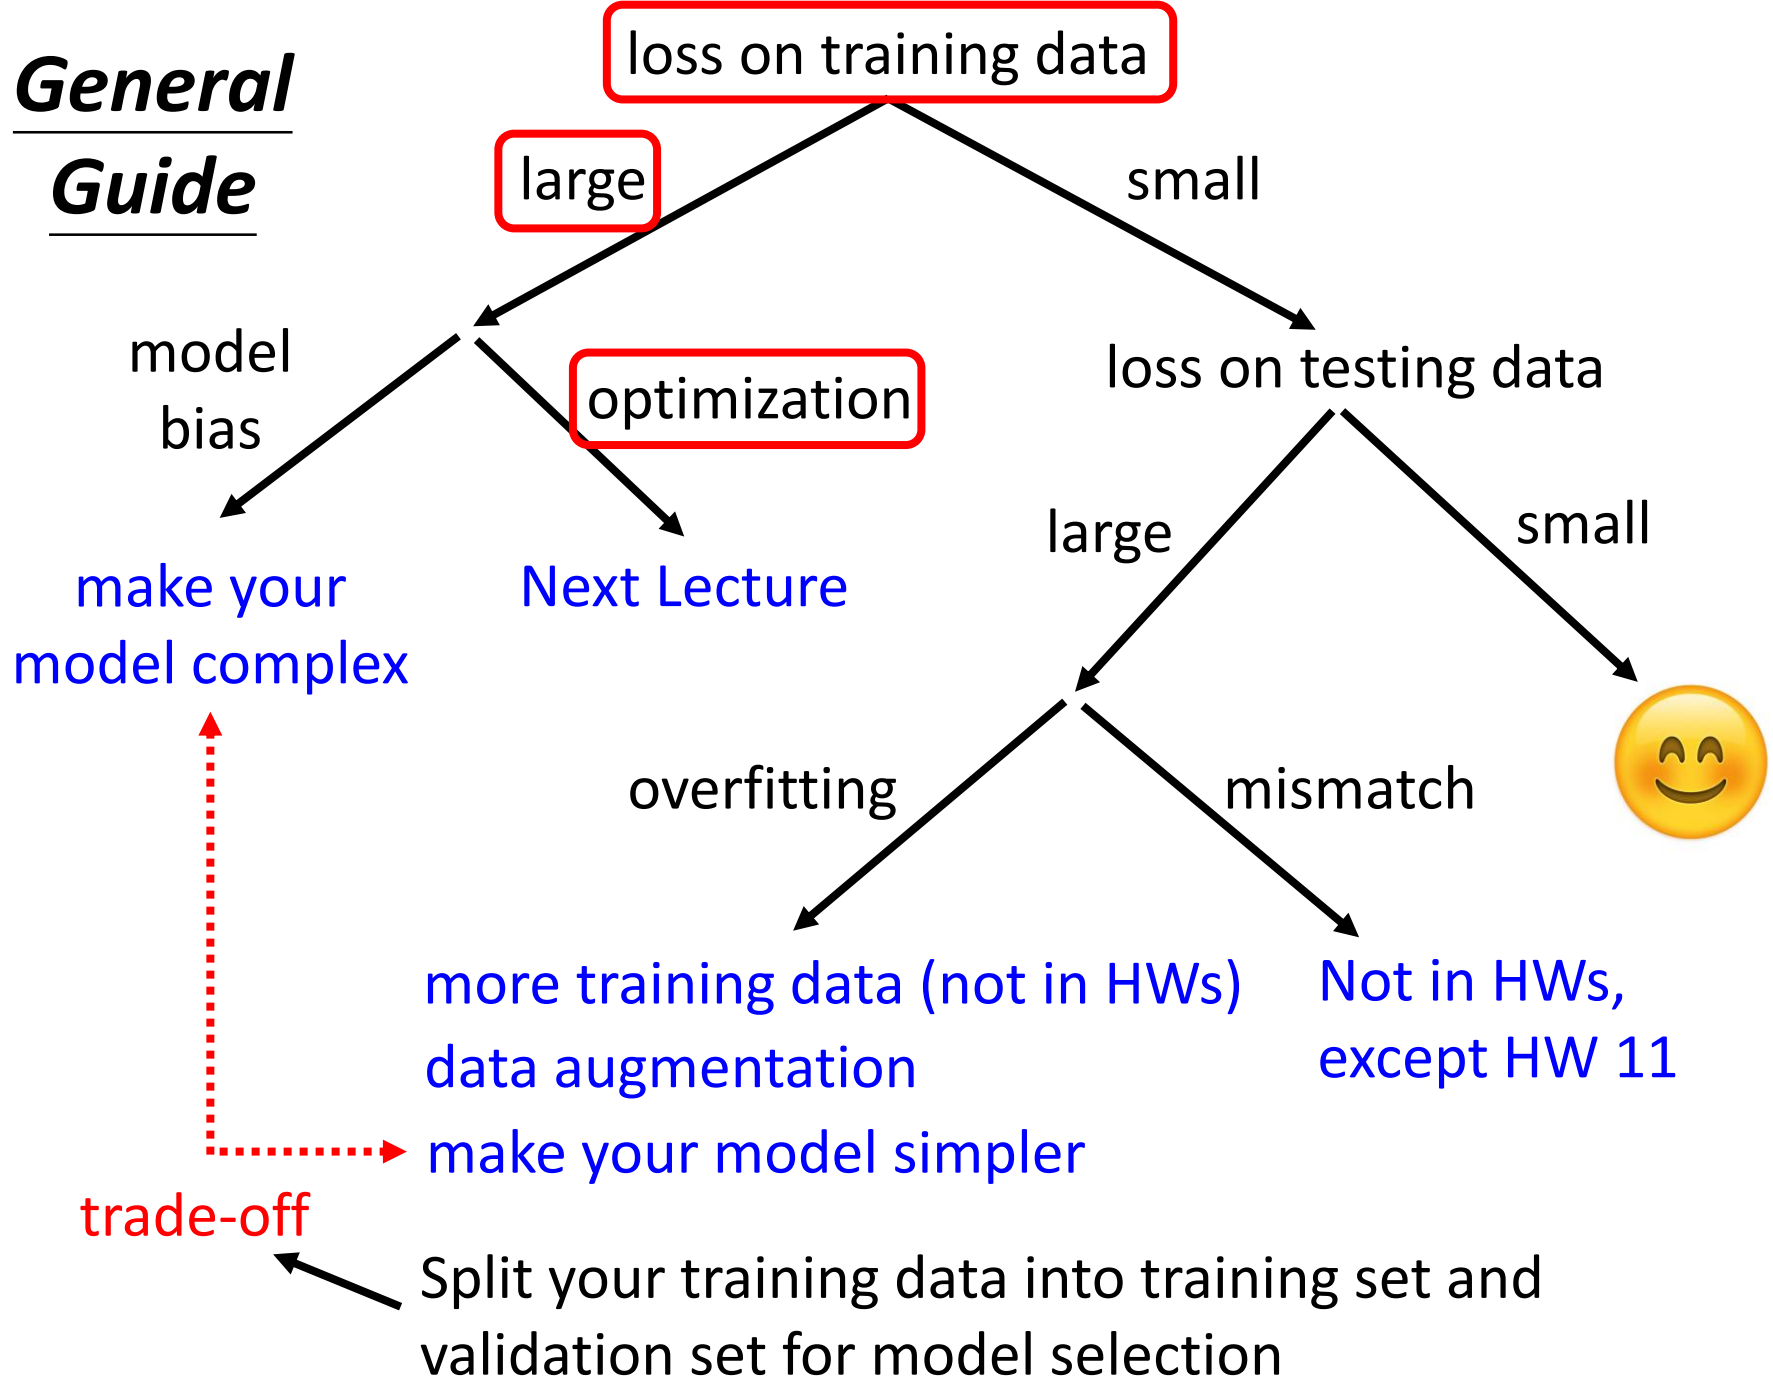 General
Guide
loss on training data
large
small
model
bias
optimization
loss on testing data
make your
model complex
Next Lecture
large
small
overfitting
mismatch
more training data (not in HWs)
data augmentation
make your model simpler
Not in HWs,
except HW 11
trade-off
Split your training data into training set and
validation set for model selection